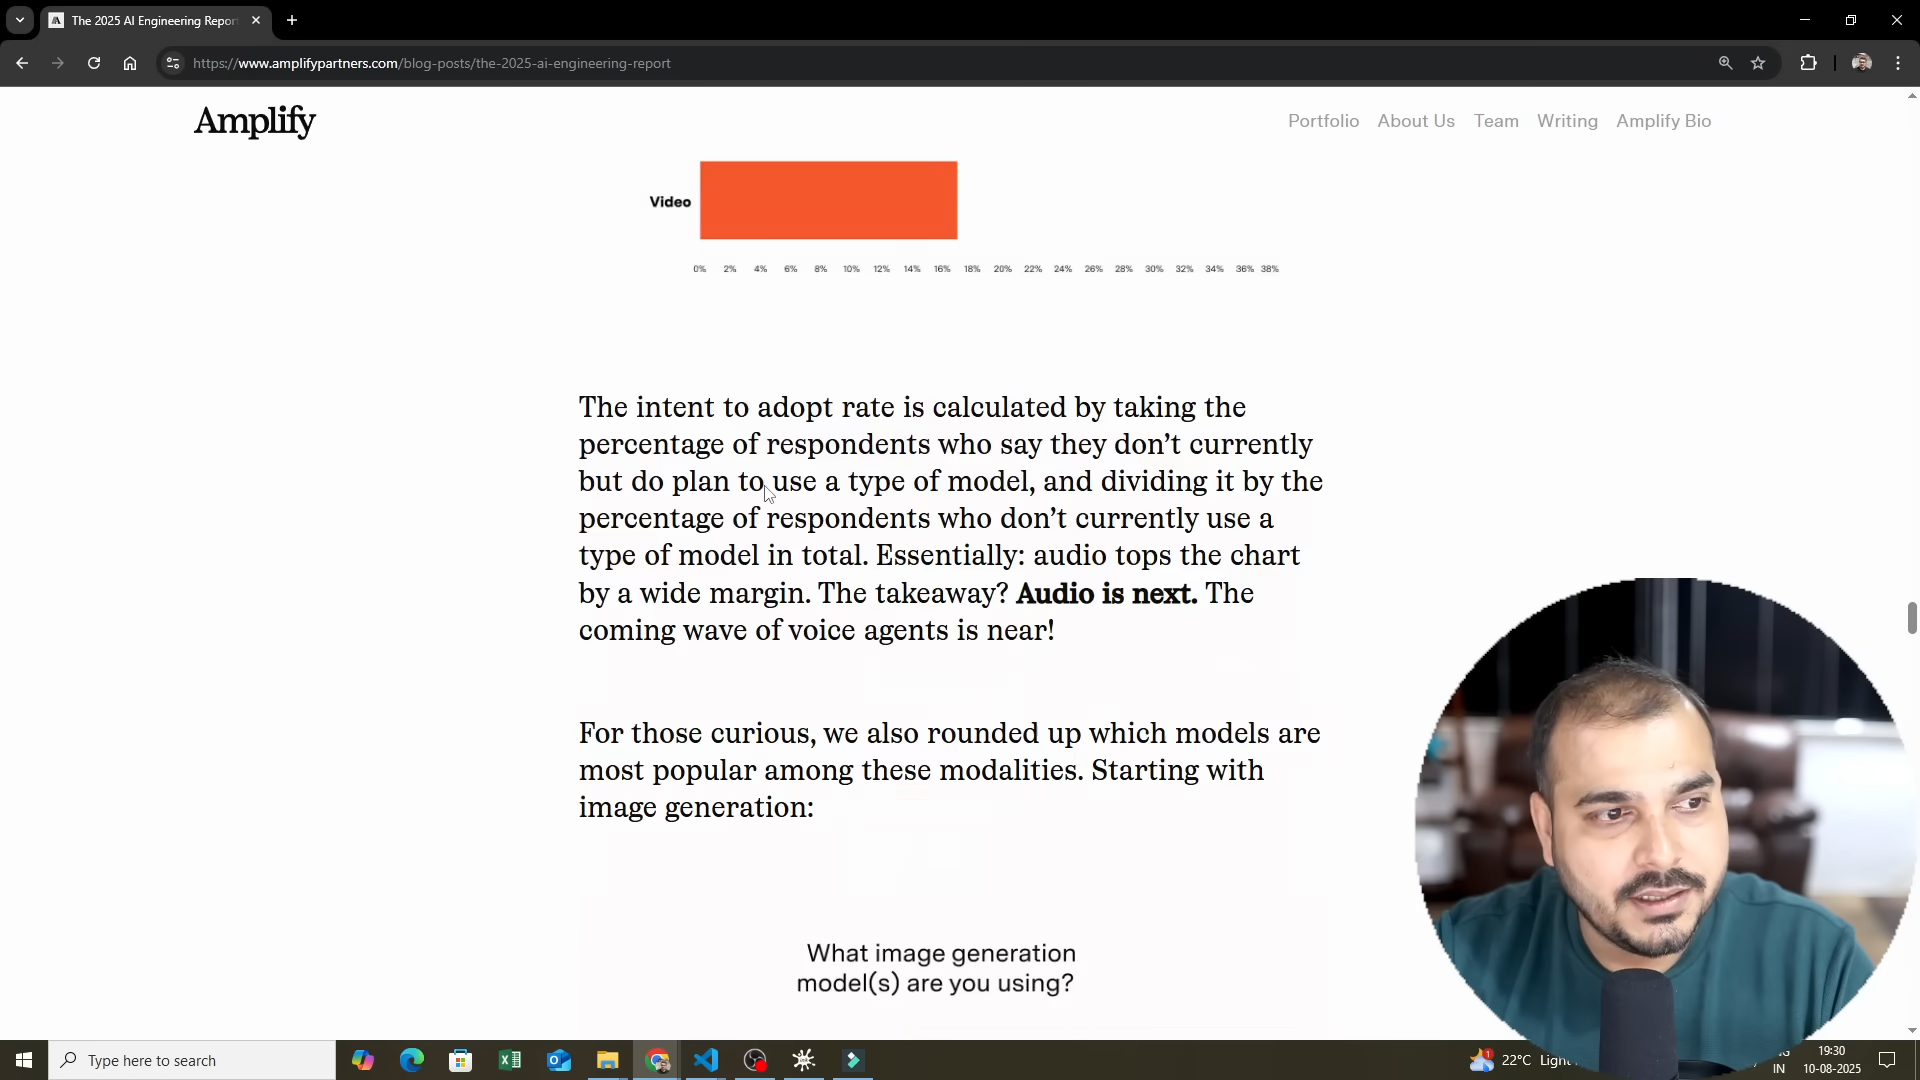 The 2025 AI Engineering Repor
https://www.amplifypartners.com/blog-posts/the-2025-ai-engineering-report
Amplify
Portfolio About Us Team Writing Amplify Bio
Video
0% 2% 4% 6% 8% 10% 12% 14% 16% 18% 20% 22% 24% 26% 28% 30% 32% 34% 36% 38%
The intent to adopt rate is calculated by taking the
percentage of respondents who say they don’t currently
but do plan to use a type of model, and dividing it by the
percentage of respondents who don’t currently use a
type of model in total. Essentially: audio tops the chart
by a wide margin. The takeaway? Audio is next. The
coming wave of voice agents is near!
For those curious, we also rounded up which models are
most popular among these modalities. Starting with
image generation:
What image generation
model(s) are you using?
Type here to search
1
22°C Light
IN
19:30
10-08-2025